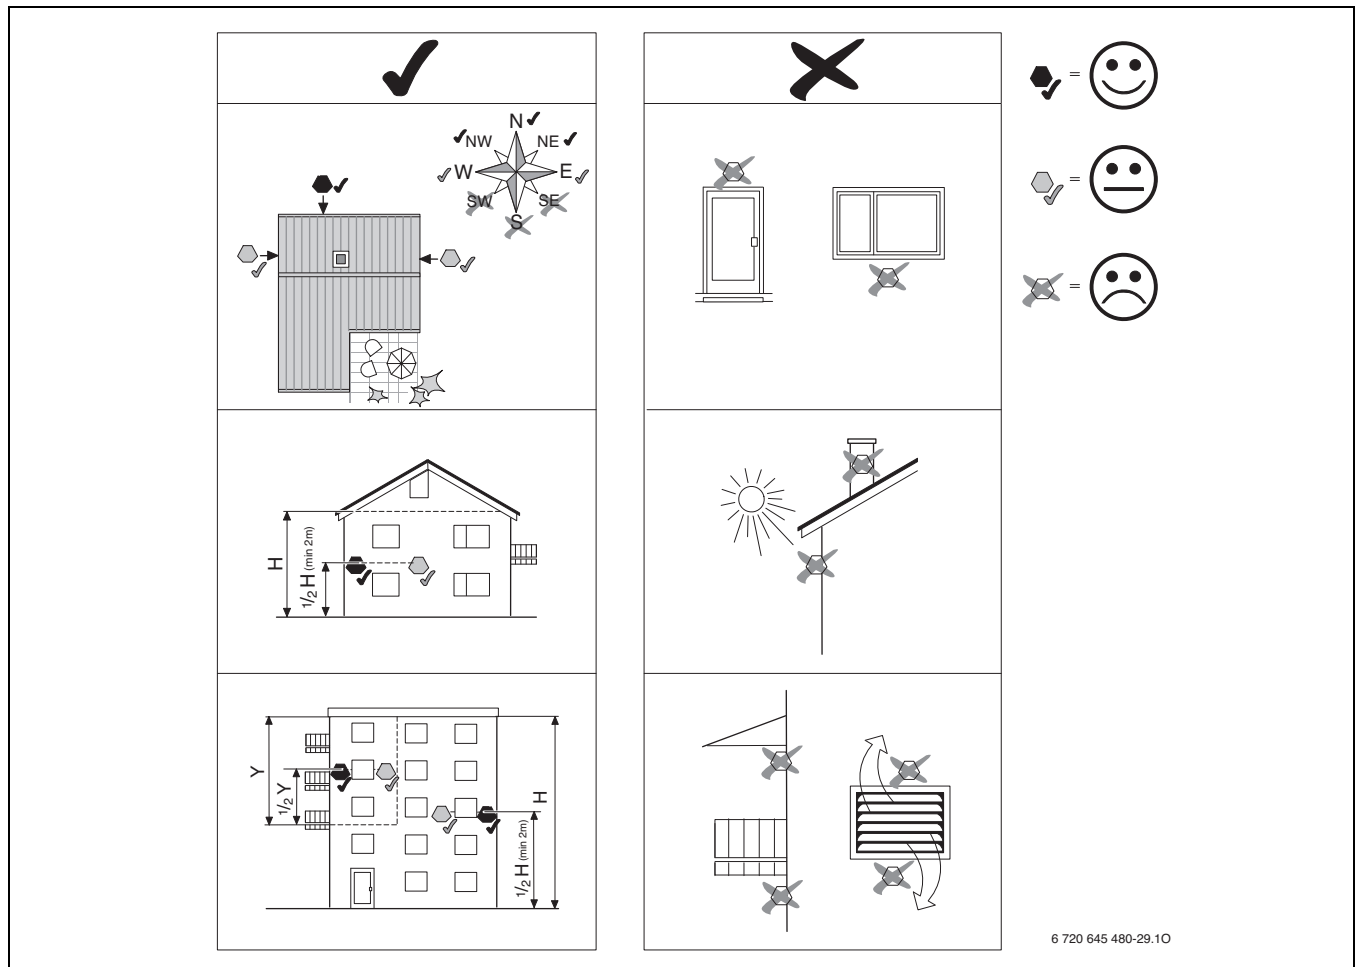 N
NW
NE
W
E
SW
SE
S
=
=
=
H
1/2 H (min 2m)
Y
1/2 Y
H
1/2 H (min 2m)
6 720 645 480-29.1O